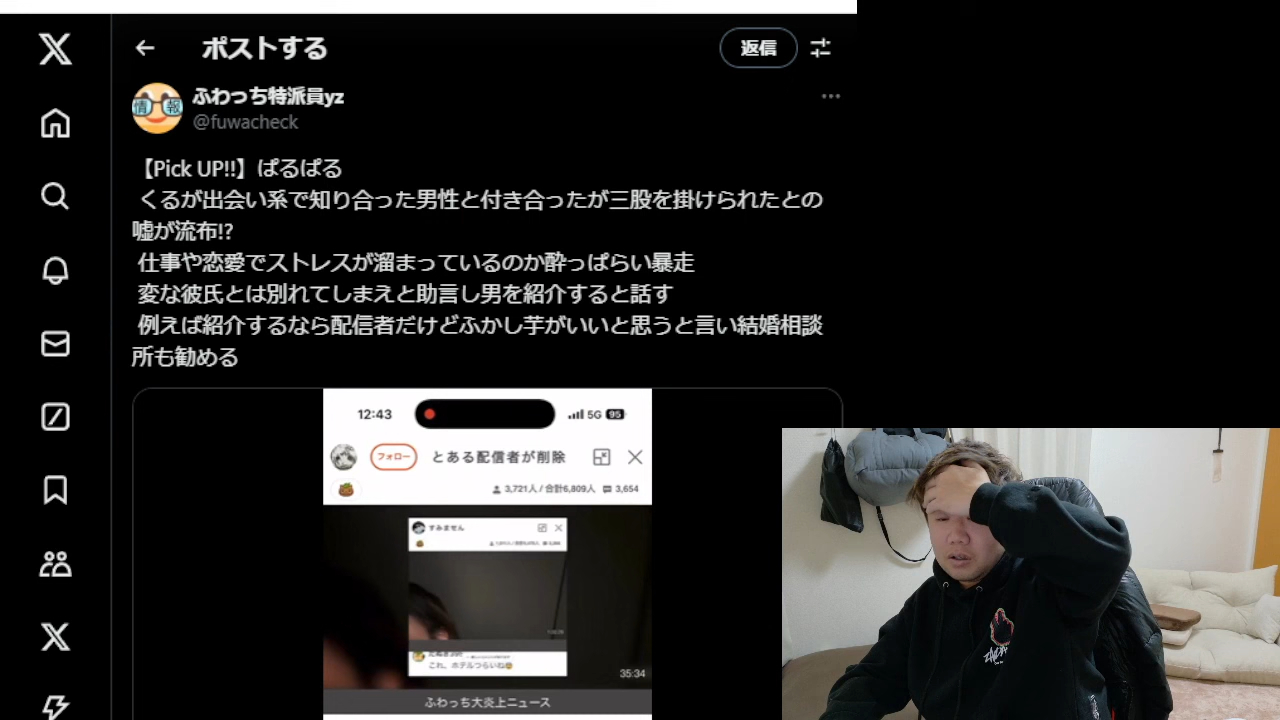 ポストする
返信
情報
ふわっち特派員yz
@fuwacheck
【Pick UP!!】ぱるぱる
くるが出会い系で知り合った男性と付き合ったが三股を掛けられたとの
嘘が流布!?
仕事や恋愛でストレスが溜まっているのか酔っぱらい暴走
変な彼氏とは別れてしまえと助言し男を紹介すると話す
例えば紹介するなら配信者だけどふかし芋がいいと思うと言い結婚相談
所も勧める
12:43
5G 95
フォロー
とある配信者が削除
3,721人 / 合計6,809人 3,654
すみません
これ、ホテルつらいね
35:34
ふわっち大炎上ニュース